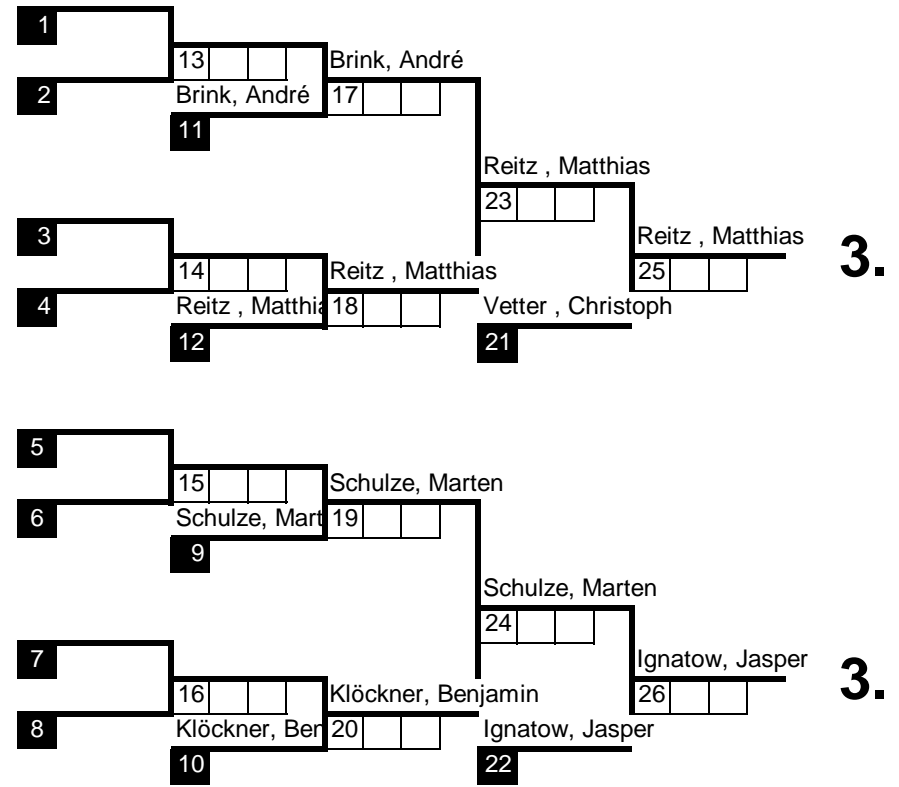 1
13 Brink, André
2 Brink, André 17
11
Reitz , Matthias
23
3 Reitz , Matthias 3.
14 Reitz , Matthias 25
4 Reitz , Matthia 18 Vetter , Christoph
12 21
5
15 Schulze, Marten
6 Schulze, Mart 19
9
Schulze, Marten
24
7 Ignatow, Jasper 3.
16 Klöckner, Benjamin 26
8 Klöckner, Ben 20 Ignatow, Jasper
10 22